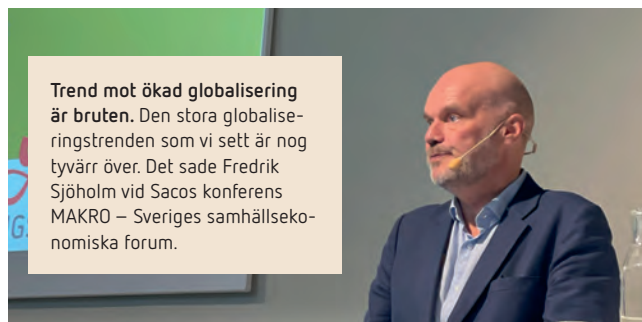 Trend mot ökad globalisering
är bruten. Den stora globalise-
ringstrenden som vi sett är nog
tyvärr över. Det sade Fredrik
Sjöholm vid Sacos konferens
MAKRO – Sveriges samhällseko-
nomiska forum.